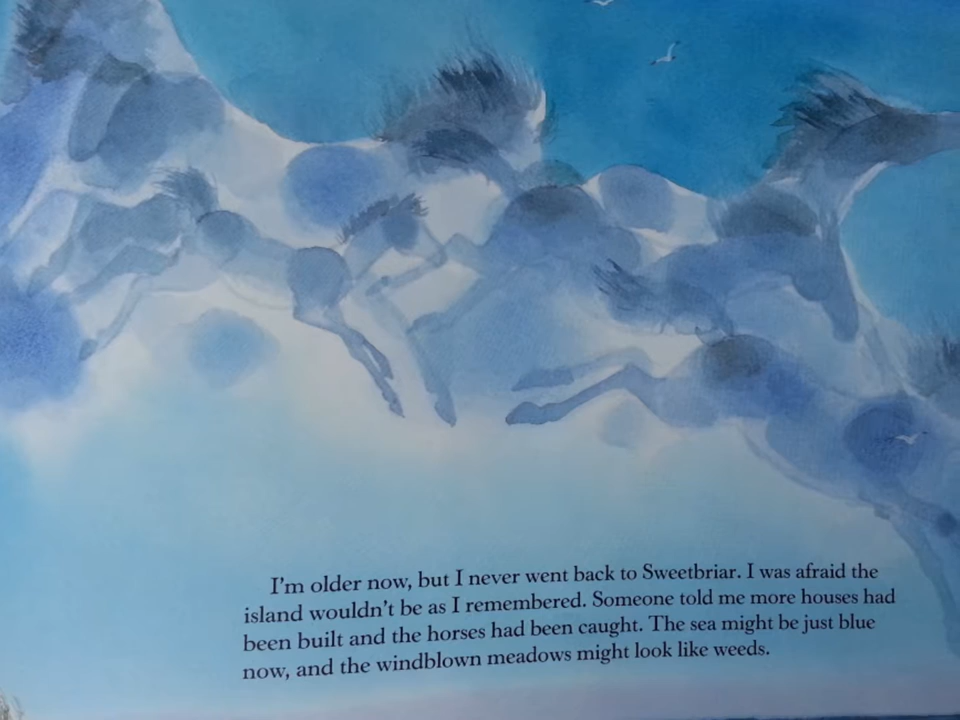 I'm older now, but I never went back to Sweetbriar. I was afraid the
island wouldn't be as I remembered. Someone told me more houses had
been built and the horses had been caught. The sea might be just blue
now, and the windblown meadows might look like weeds.